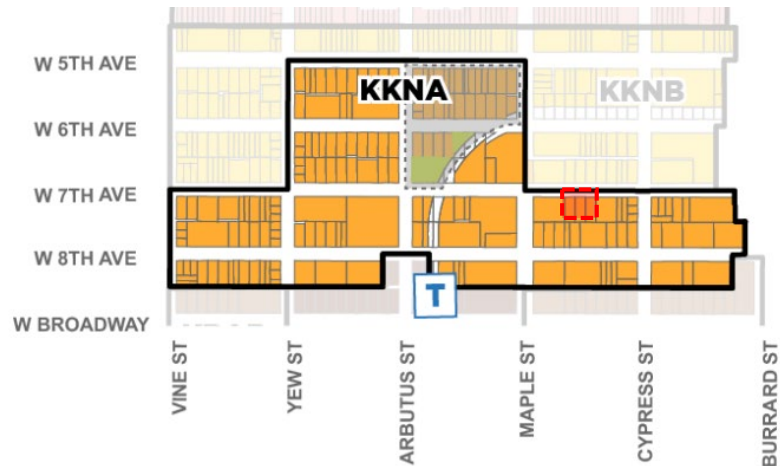 W 5TH AVE
KKNA
KKNB
W 6TH AVE
W 7TH AVE
W 8TH AVE
T
W BROADWAY
VINE ST
YEW ST
ARBUTUS ST
MAPLE ST
CYPRESS ST
BURRARD ST